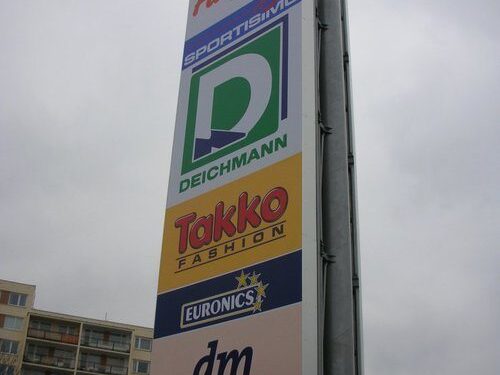 SPORTISIMO
D
DEICHMANN
Takko
FASHION
EURONICS
dm